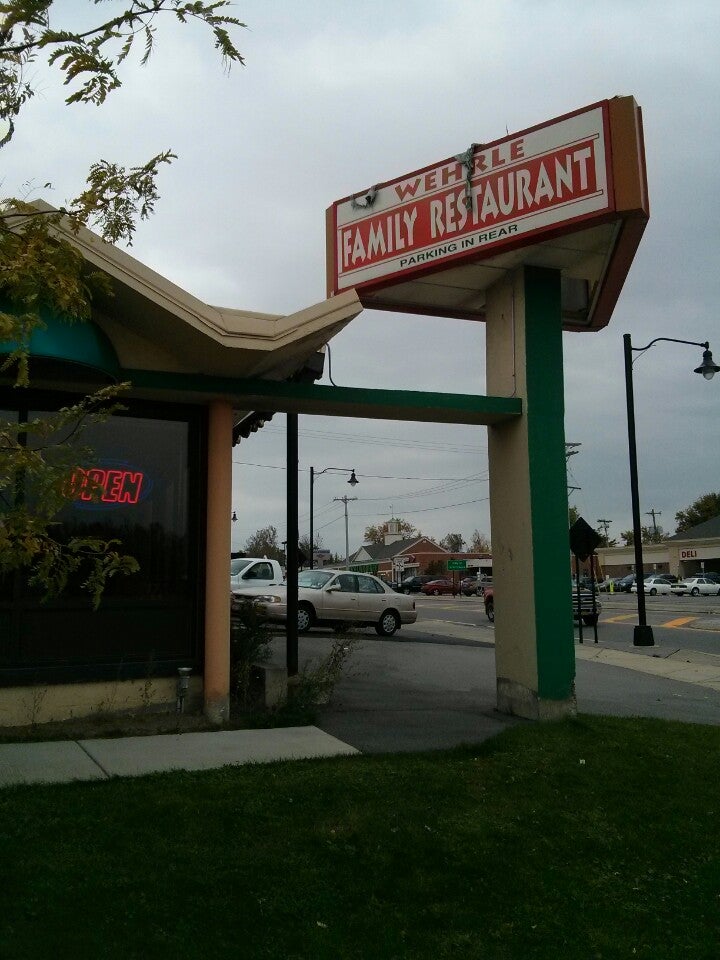 WEHRLE
FAMILY RESTAURANT
PARKING IN REAR
OPEN
DELI